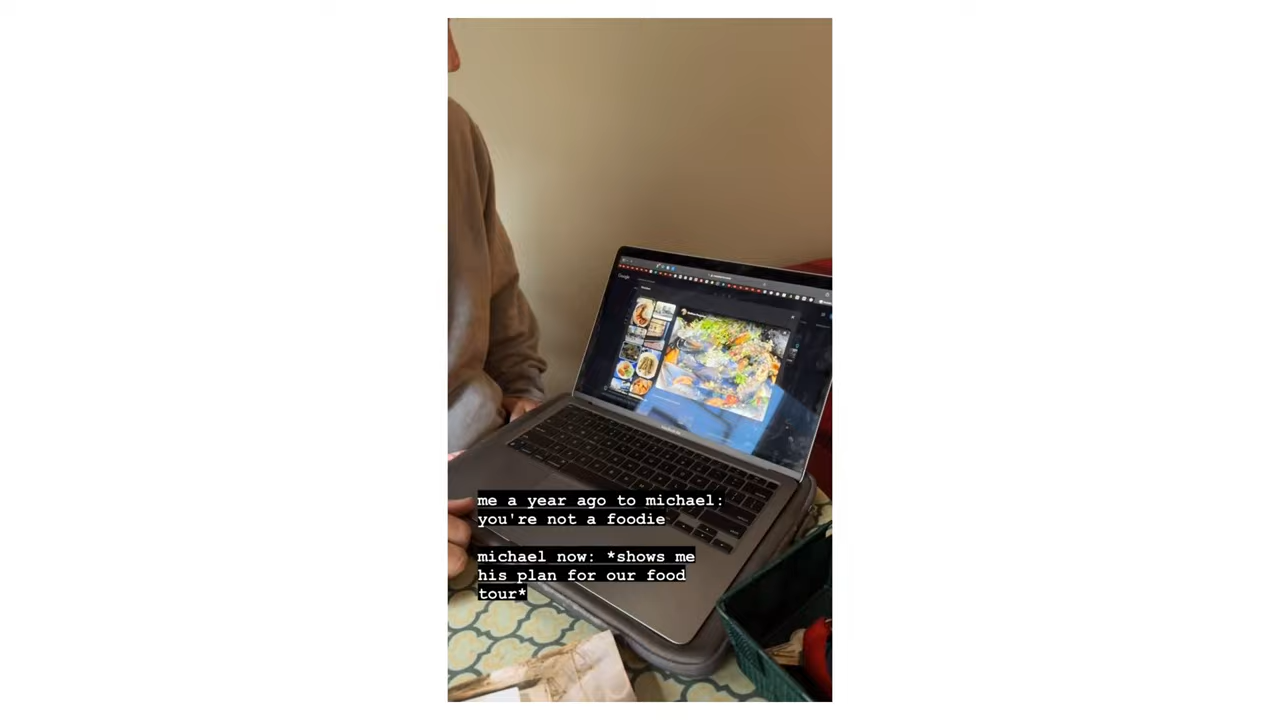 Google
me a year ago to michael:
you're not a foodie
michael now: *shows me
his plan for our food
tour*